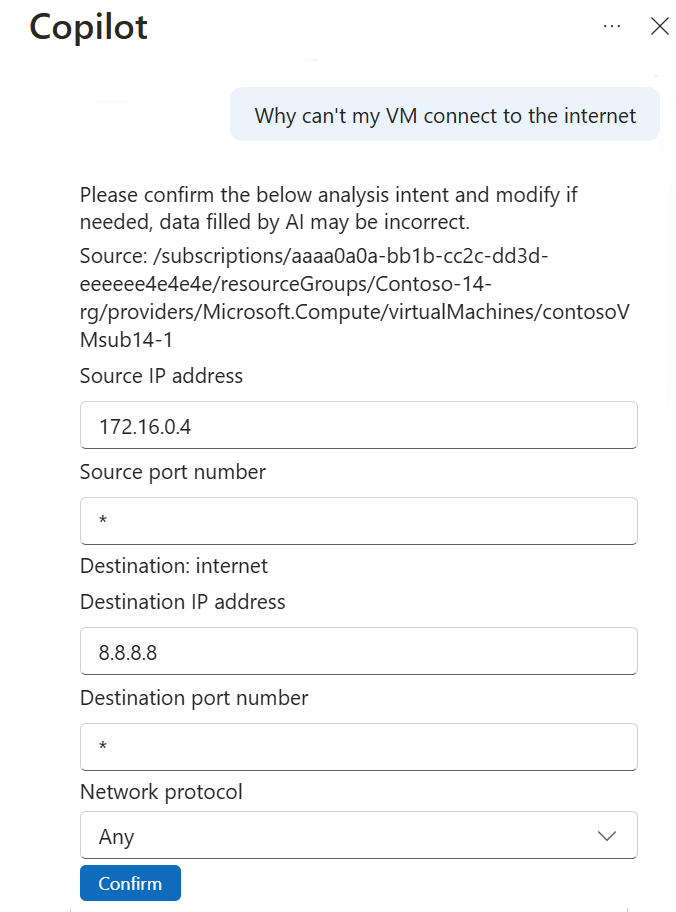 Copilot
Why can't my VM connect to the internet
Please confirm the below analysis intent and modify if
needed, data filled by AI may be incorrect.
Source: /subscriptions/aaaa0a0a-bb1b-cc2c-dd3d-
eeeeee4e4e4e/resourceGroups/Contoso-14-
rg/providers/Microsoft.Compute/virtualMachines/contosoV
Msub14-1
Source IP address
172.16.0.4
Source port number
*
Destination: internet
Destination IP address
8.8.8.8
Destination port number
*
Network protocol
Any
Confirm